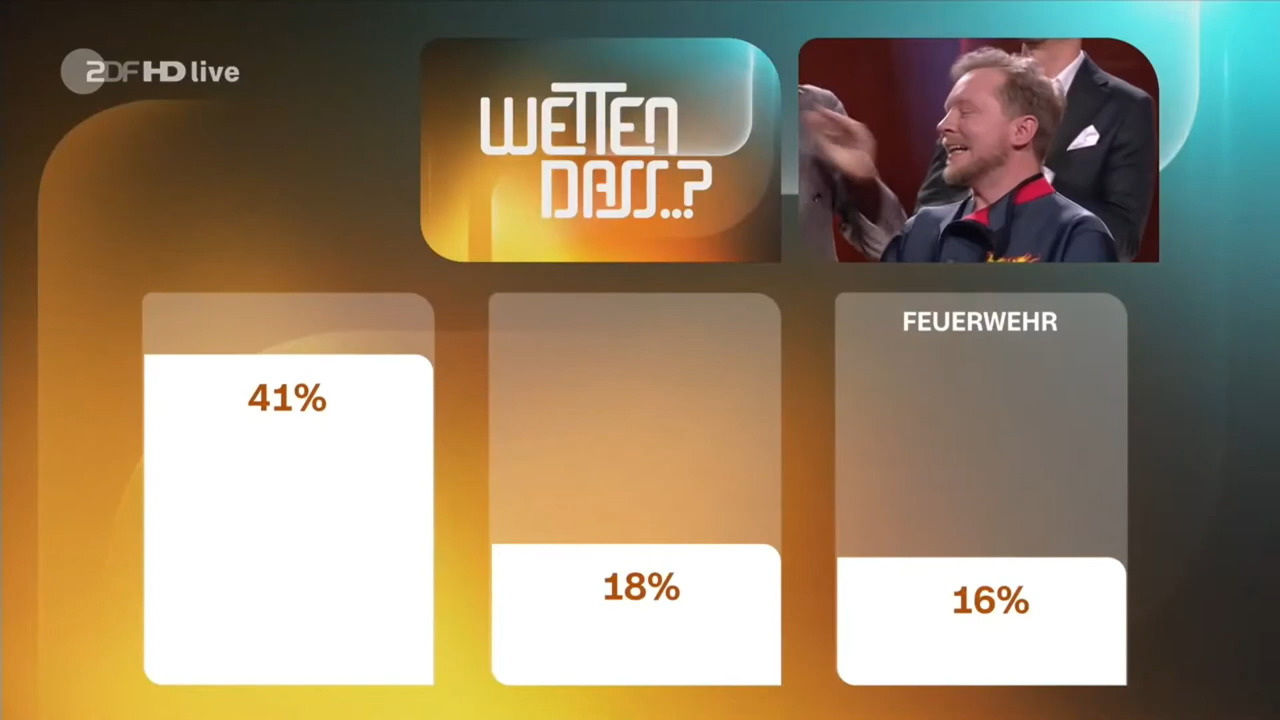 ZDF HD live
WETTEN
DASS..?
FEUERWEHR
41%
18%
16%